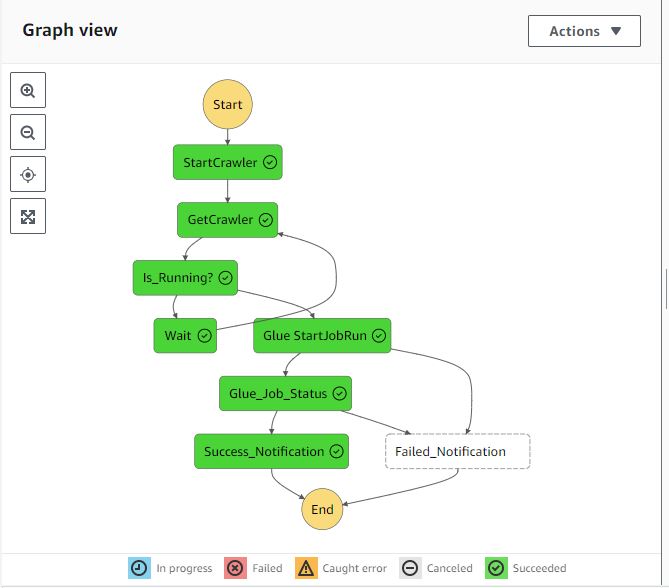 Graph view
Actions
Start
StartCrawler
GetCrawler
Is_Running?
Wait
Glue StartJobRun
Glue_Job_Status
Success_Notification
Failed_Notification
End
In progress
Failed
Caught error
Canceled
Succeeded